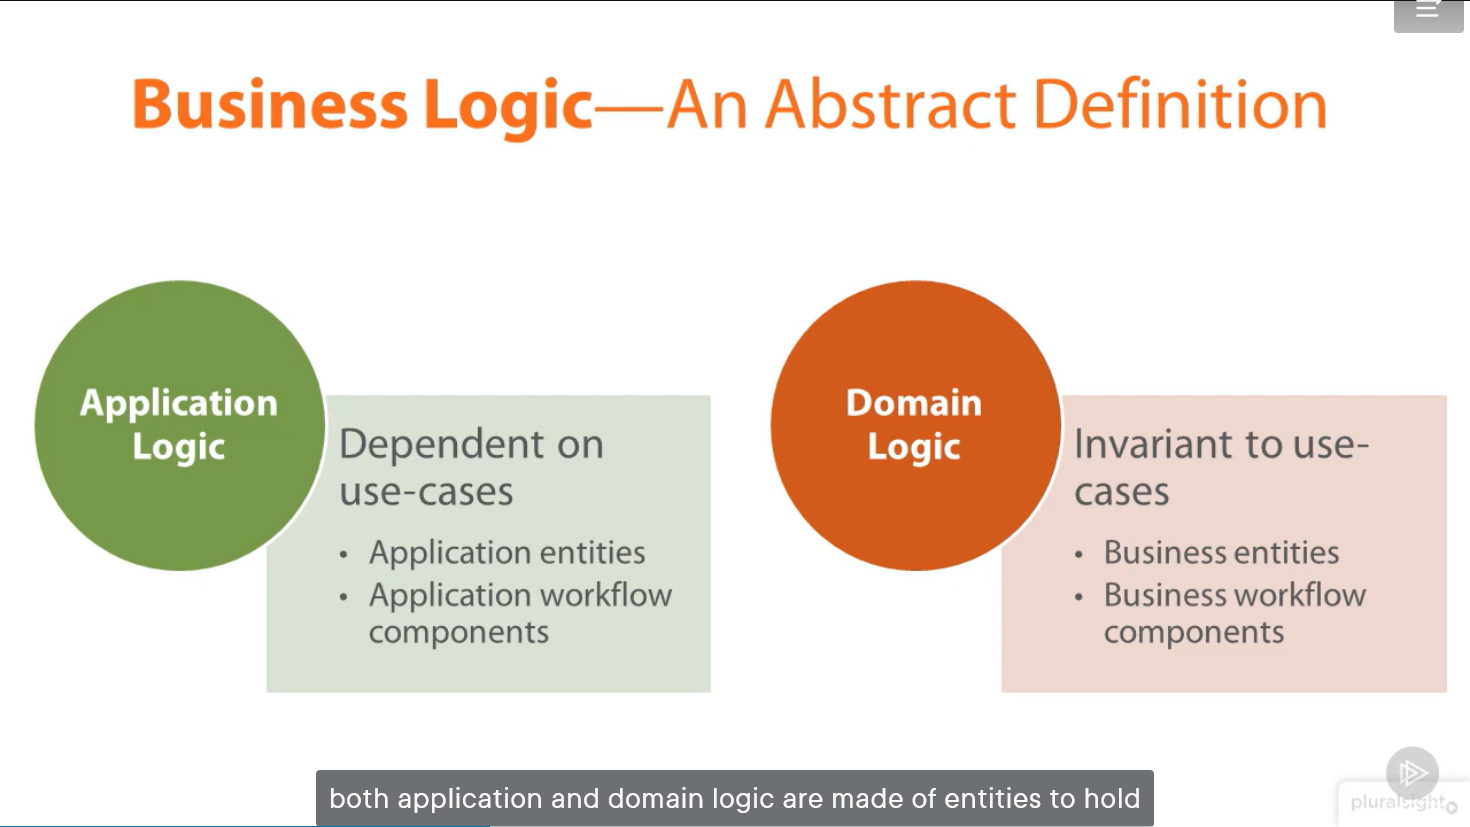 Business Logic—An Abstract Definition
Application
Logic
Dependent on
use-cases
• Application entities
• Application workflow
components
Domain
Logic
Invariant to use-
cases
• Business entities
• Business workflow
components
both application and domain logic are made of entities to hold
pluralsight